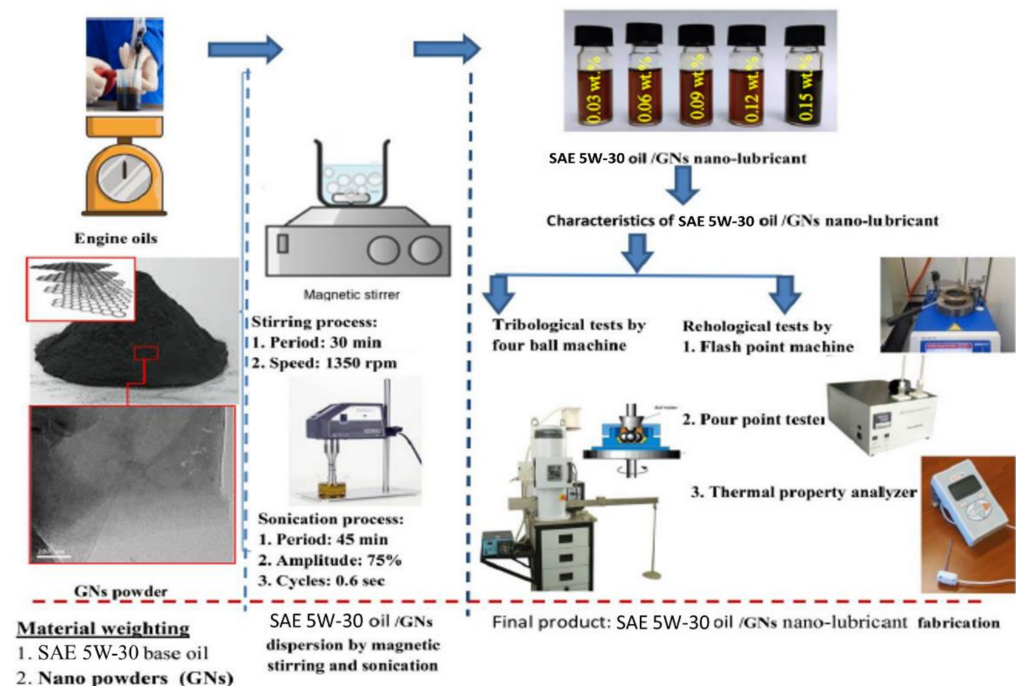 0.03 wt.%
0.06 wt.%
0.09 wt.%
0.12 wt.%
0.15 wt.%
SAE 5W-30 oil /GNs nano-lubricant
Characteristics of SAE 5W-30 oil /GNs nano-lubricant
Engine oils
Magnetic stirrer
Stirring process:
1. Period: 30 min
2. Speed: 1350 rpm
Tribological tests by
four ball machine
Rehological tests by
1. Flash point machine
2. Pour point tester
3. Thermal property analyzer
Sonication process:
1. Period: 45 min
2. Amplitude: 75%
3. Cycles: 0.6 sec
GNs powder
Material weighting
1. SAE 5W-30 base oil
2. Nano powders (GNs)
SAE 5W-30 oil /GNs
dispersion by magnetic
stirring and sonication
Final product: SAE 5W-30 oil /GNs nano-lubricant fabrication